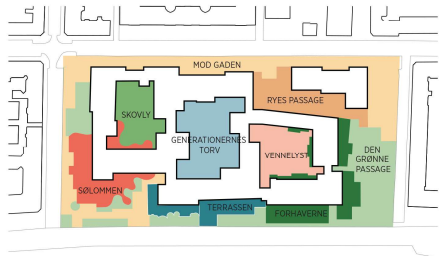 MOD GADEN
RYES PASSAGE
SKOVLY
GENERATIONERNES
TORV
VENNELYST
DEN
GRØNNE
PASSAGE
SØLOMMEN
TERRASSEN
FORHAVERNE